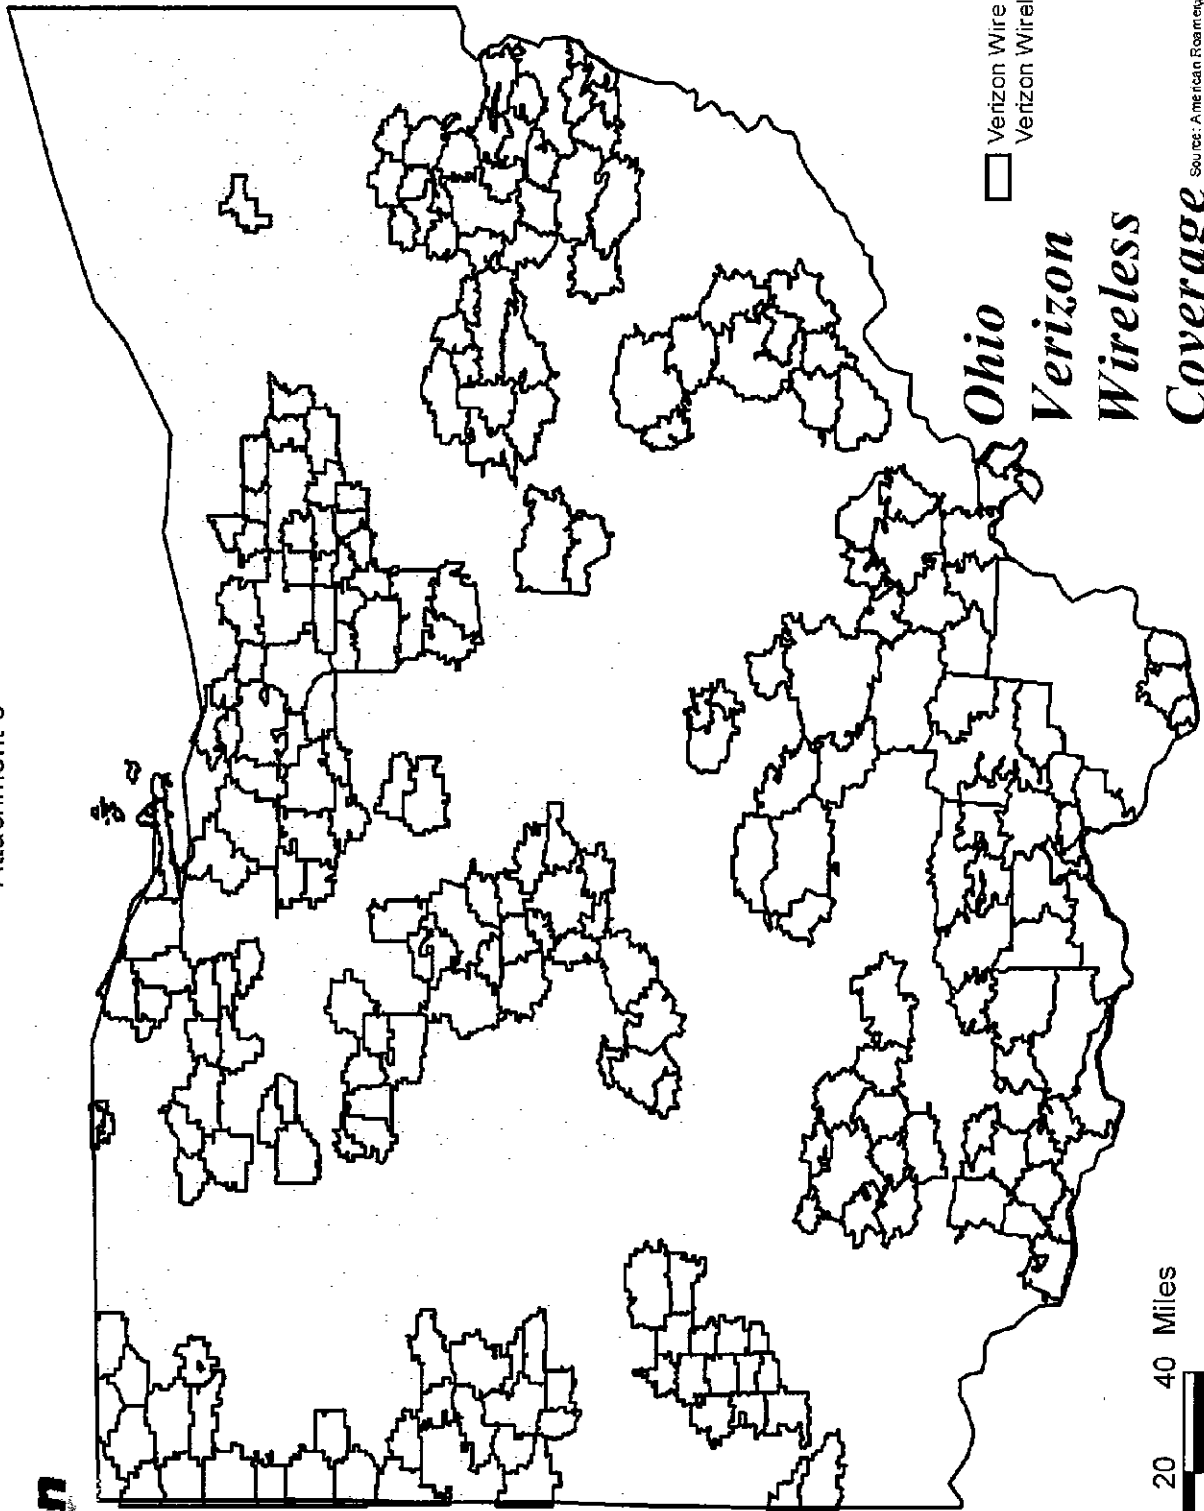 n
Ohio
Verizon
Wireless
Coverage
Source: American Roamer
Verizon Wire
Verizon Wirel
20 40 Miles